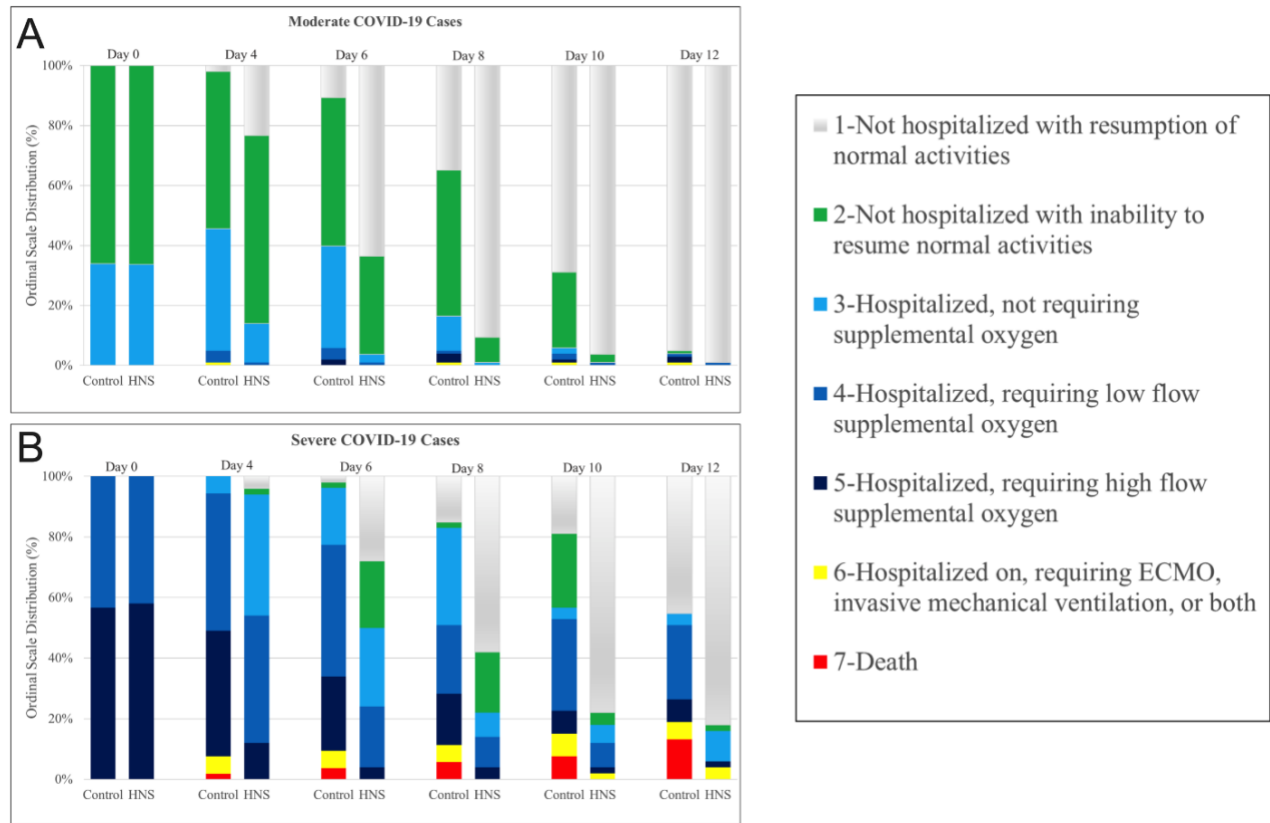 A
Moderate COVID-19 Cases
Day 0 Day 4 Day 6 Day 8 Day 10 Day 12
Ordinal Scale Distribution (%)
100%
80%
60%
40%
20%
0%
Control HNS Control HNS Control HNS Control HNS Control HNS Control HNS
B
Severe COVID-19 Cases
Day 0 Day 4 Day 6 Day 8 Day 10 Day 12
Ordinal Scale Distribution (%)
100%
80%
60%
40%
20%
0%
Control HNS Control HNS Control HNS Control HNS Control HNS Control HNS
1-Not hospitalized with resumption of
normal activities
2-Not hospitalized with inability to
resume normal activities
3-Hospitalized, not requiring
supplemental oxygen
4-Hospitalized, requiring low flow
supplemental oxygen
5-Hospitalized, requiring high flow
supplemental oxygen
6-Hospitalized on, requiring ECMO,
invasive mechanical ventilation, or both
7-Death